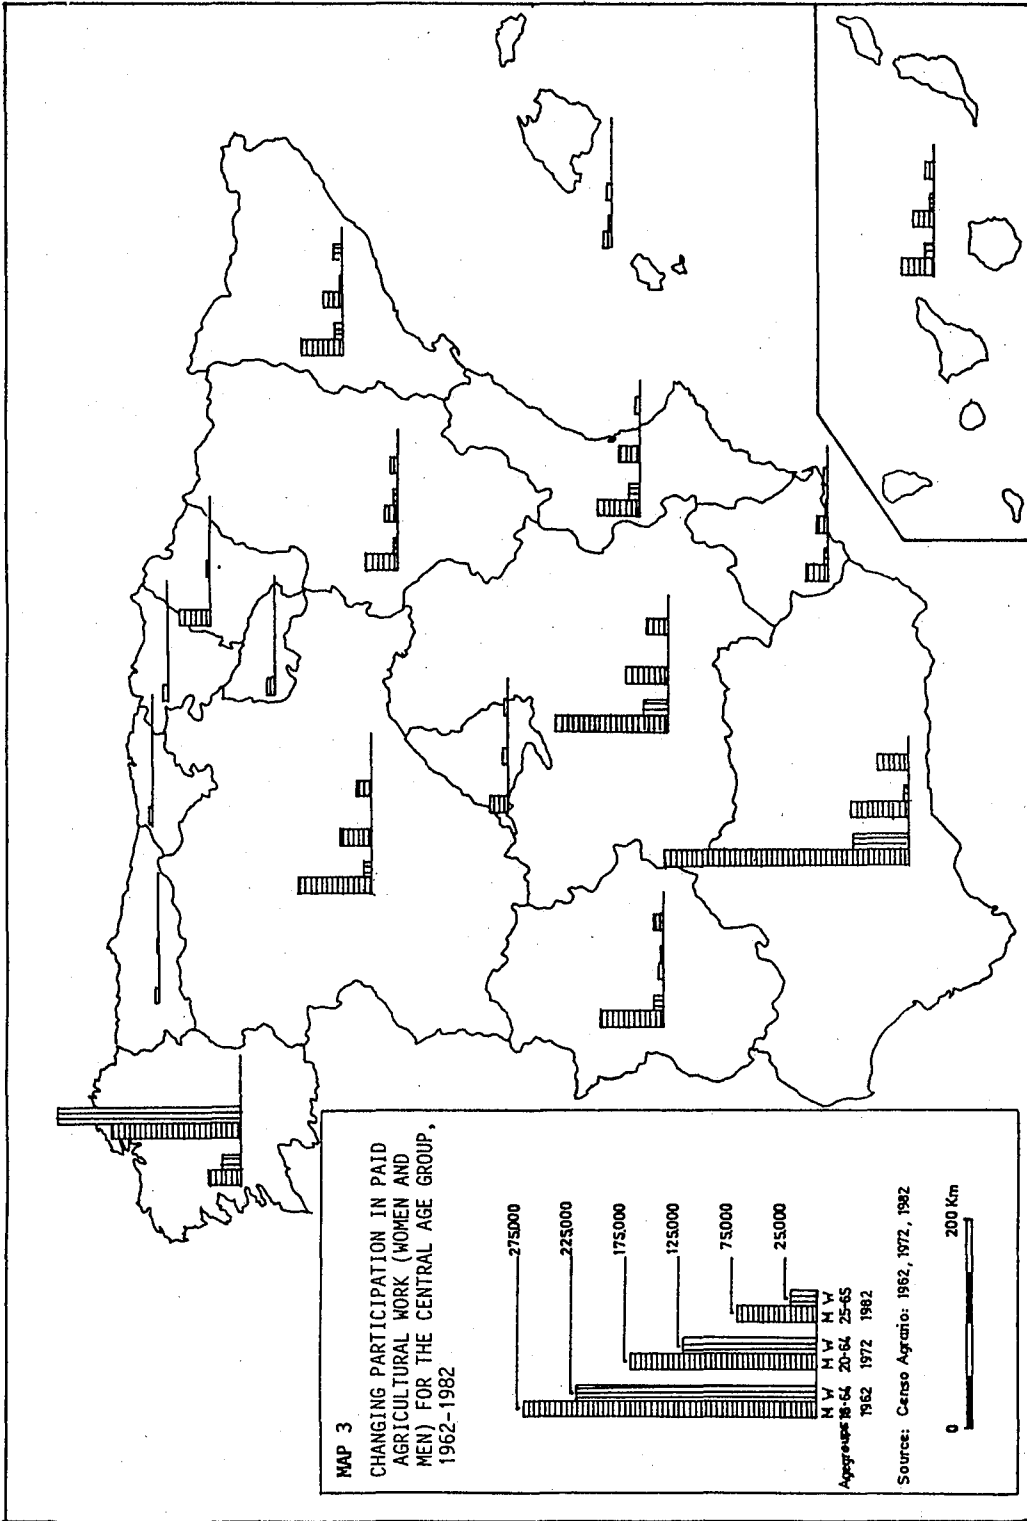 MAP 3
CHANGING PARTICIPATION IN PAID
AGRICULTURAL WORK (WOMEN AND
MEN) FOR THE CENTRAL AGE GROUP,
1962-1982
275,000
225,000
175,000
125,000
75,000
25,000
M W M W M W
Agegroups 18-64 20-64 25-65
1962 1972 1982
Source: Censo Agrario: 1962, 1972, 1982
0 200 Km